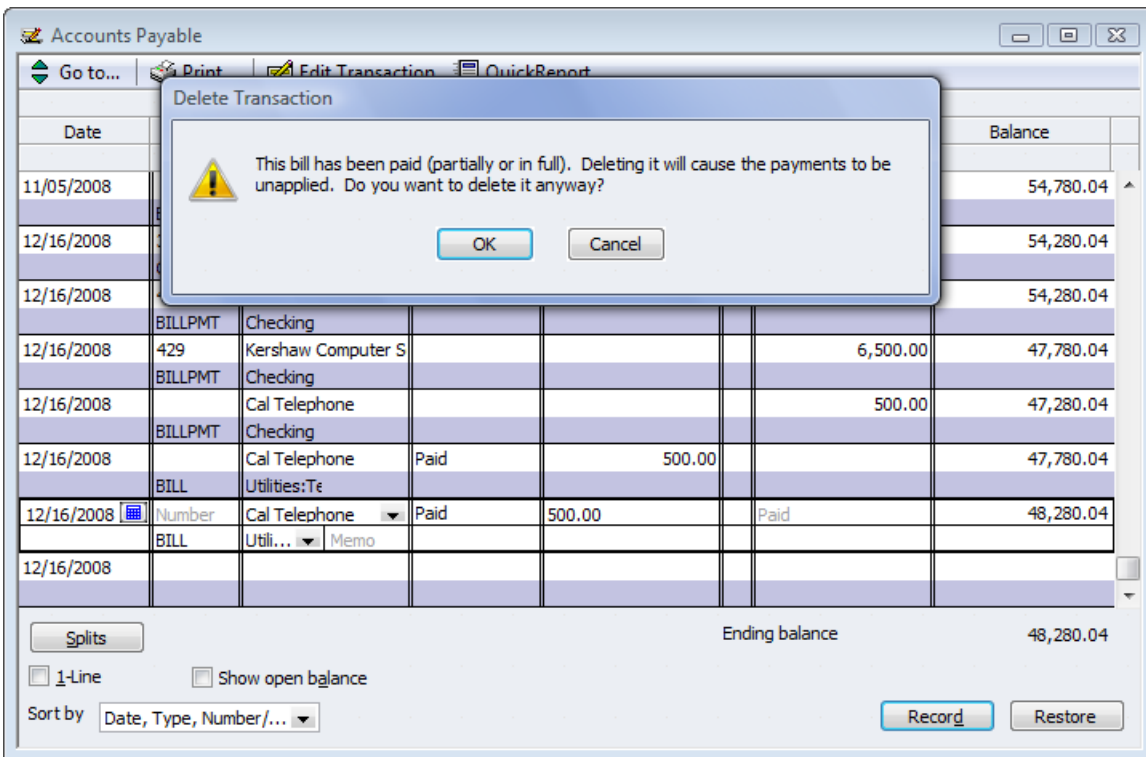 Accounts Payable
Go to... Print... Edit Transaction QuickReport
Delete Transaction
Date Balance
This bill has been paid (partially or in full). Deleting it will cause the payments to be
unapplied. Do you want to delete it anyway?
OK Cancel
11/05/2008 54,780.04
12/16/2008 54,280.04
12/16/2008 54,280.04
BILLPMT Checking
12/16/2008 429 Kershaw Computer S 6,500.00 47,780.04
BILLPMT Checking
12/16/2008 Cal Telephone 500.00 47,280.04
BILLPMT Checking
12/16/2008 Cal Telephone Paid 500.00 47,780.04
BILL Utilities:Te
12/16/2008 Number Cal Telephone Paid 500.00 Paid 48,280.04
BILL Utili... Memo
12/16/2008
Splits Ending balance 48,280.04
1-Line Show open balance
Sort by Date, Type, Number/... Record Restore